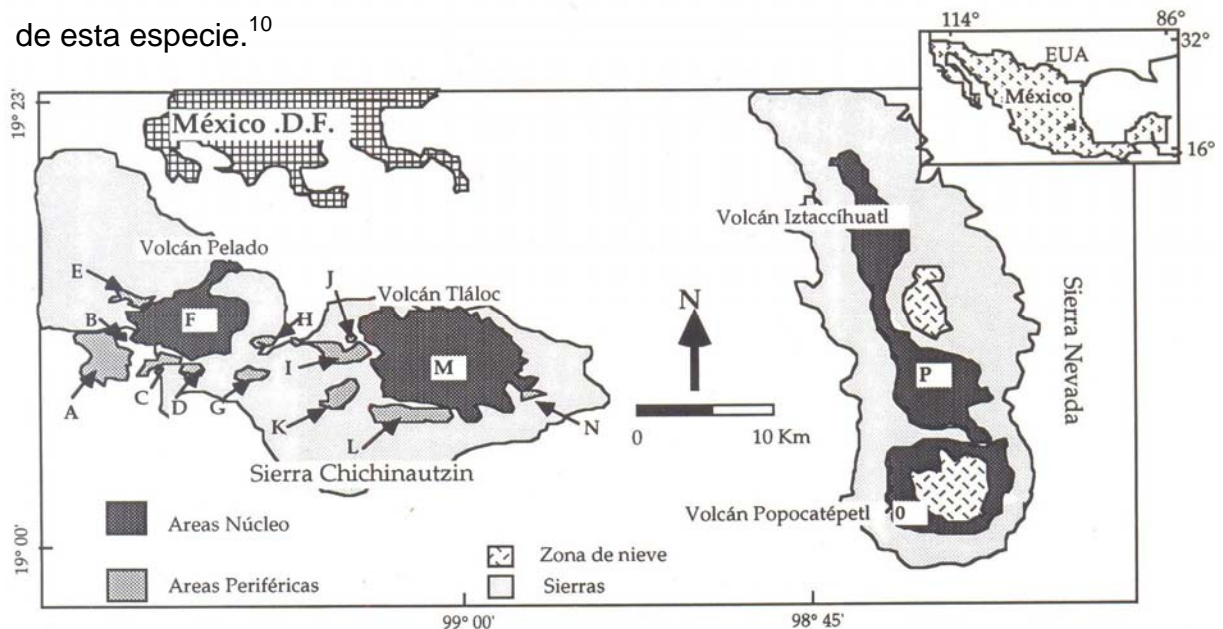 de esta especie.10
114° 86°
EUA
32°
México
16°
19° 23'
México .D.F.
Volcán Iztaccíhuatl
Volcán Pelado
E
J
Volcán Tláloc
N
Sierra Nevada
B
F
H
I
M
P
A
C
D
G
K
L
N
0 10 Km
Sierra Chichinautzin
Volcán Popocatépetl
0
Areas Núcleo
Zona de nieve
19° 00'
Areas Periféricas
Sierras
99° 00'
98° 45'